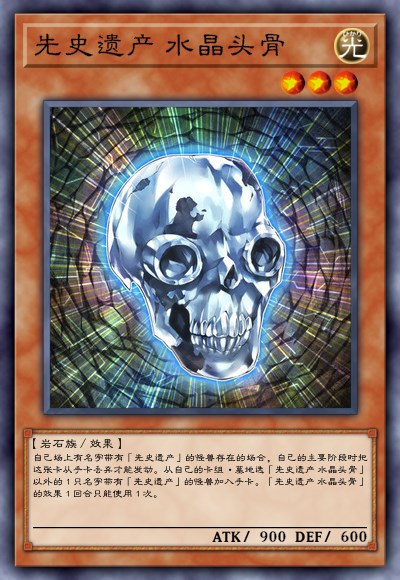 先史遗产 水晶头骨
ひかり
光
【岩石族／效果】
自己场上有名字带有「先史遗产」的怪兽存在的场合，自己的主要阶段时把
这张卡从手卡丢弃才能发动。从自己的卡组·墓地选「先史遗产 水晶头骨」
以外的1只名字带有「先史遗产」的怪兽加入手卡。「先史遗产 水晶头骨」
的效果1回合只能使用1次。
ATK/ 900 DEF/ 600